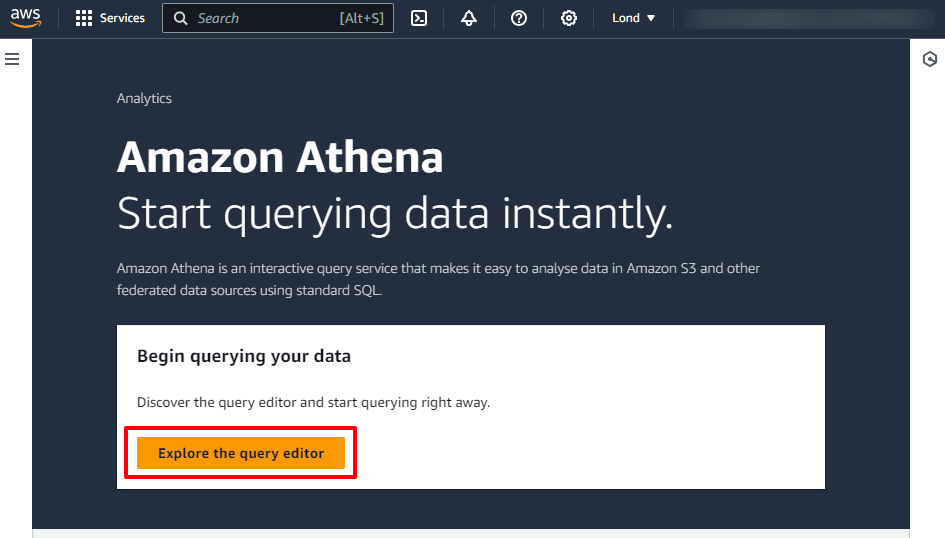 aws
Services
Search
[Alt+S]
Lond
Analytics
Amazon Athena
Start querying data instantly.
Amazon Athena is an interactive query service that makes it easy to analyse data in Amazon S3 and other
federated data sources using standard SQL.
Begin querying your data
Discover the query editor and start querying right away.
Explore the query editor